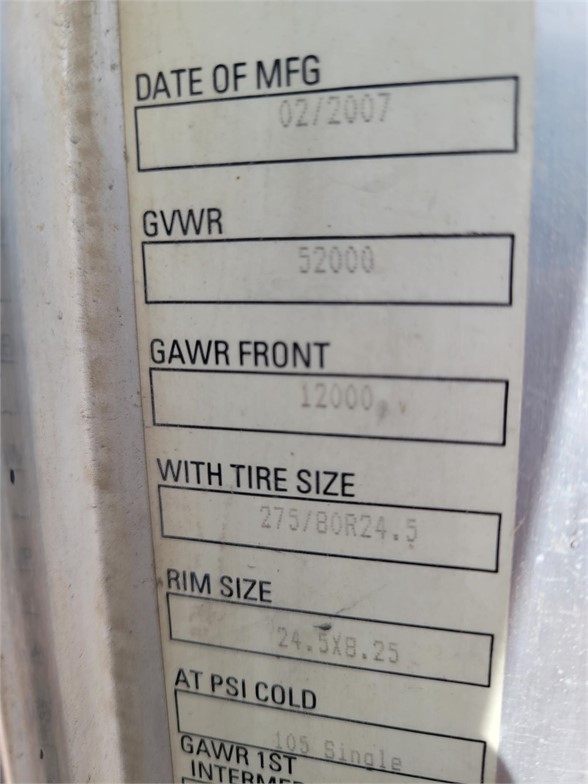 DATE OF MFG
02/2007
GVWR
52000
GAWR FRONT
12000
WITH TIRE SIZE
275/80R24.5
RIM SIZE
24.5X8.25
AT PSI COLD
105 Single
GAWR 1ST